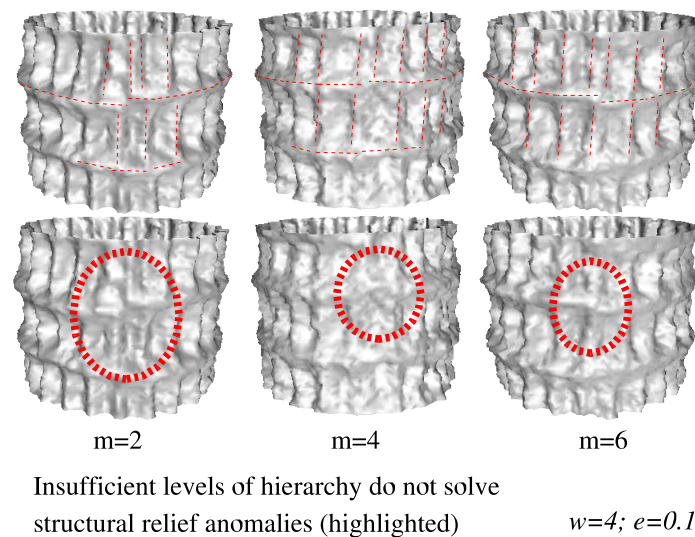 m=2
m=4
m=6
Insufficient levels of hierarchy do not solve
structural relief anomalies (highlighted)
w=4; e=0.1